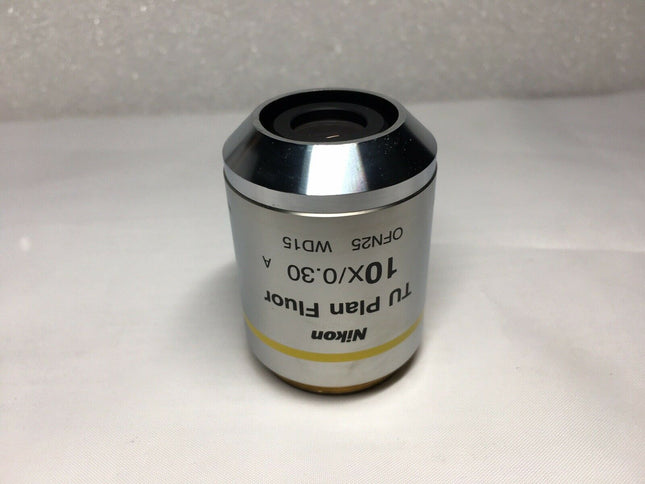 Nikon
TU Plan Fluor
10X/0.30 A
OFN25 WD15